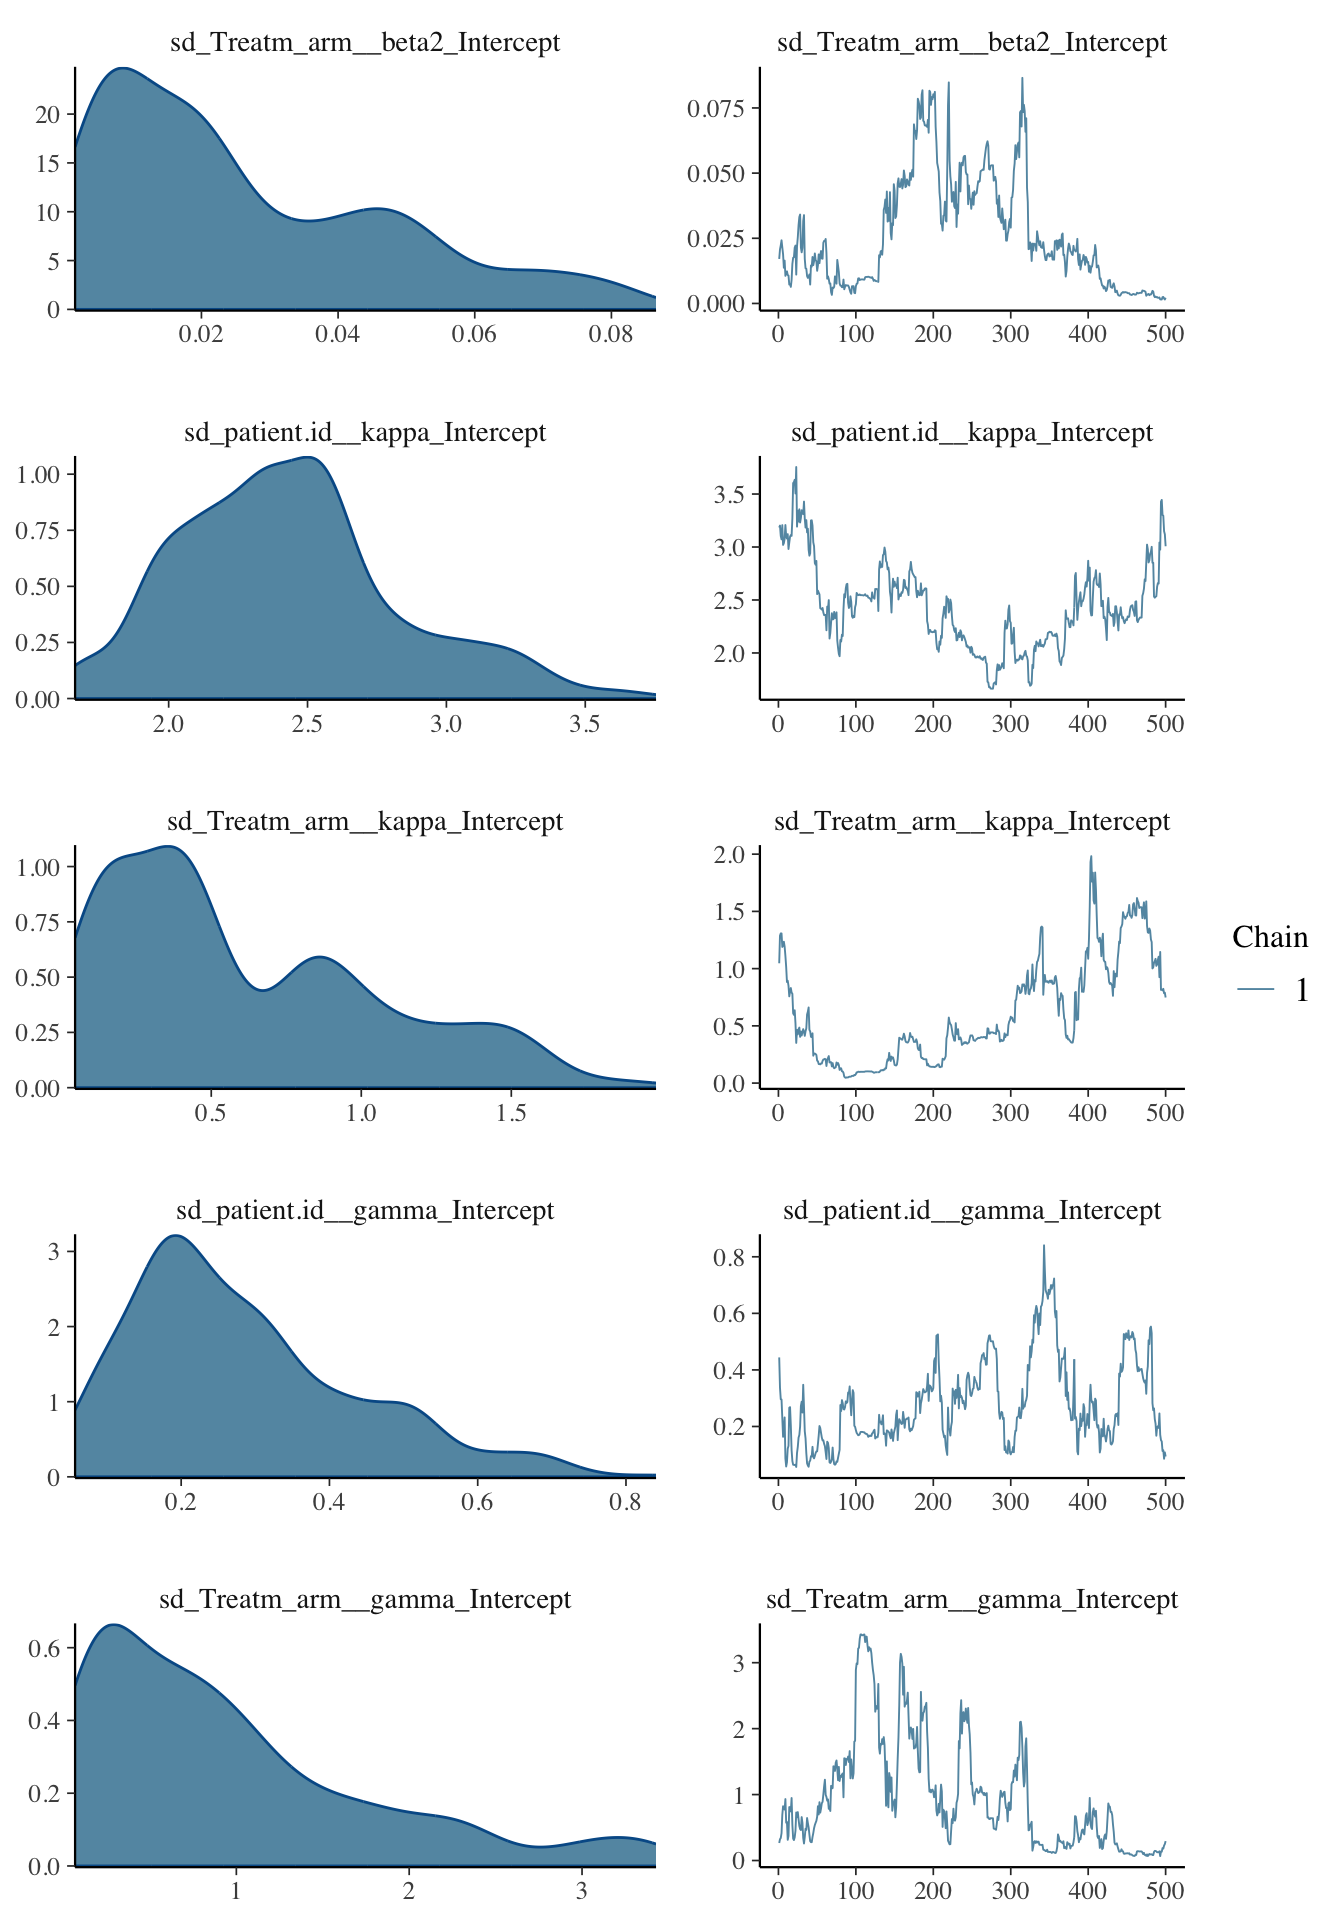 sd_Treatm_arm__beta2_Intercept
sd_Treatm_arm__beta2_Intercept
20
15
10
5
0
0.02 0.04 0.06 0.08
0.075
0.050
0.025
0.000
0 100 200 300 400 500
sd_patient.id__kappa_Intercept
sd_patient.id__kappa_Intercept
1.00
0.75
0.50
0.25
0.00
2.0 2.5 3.0 3.5
3.5
3.0
2.5
2.0
0 100 200 300 400 500
sd_Treatm_arm__kappa_Intercept
sd_Treatm_arm__kappa_Intercept
1.00
0.75
0.50
0.25
0.00
0.5 1.0 1.5
2.0
1.5
1.0
0.5
0.0
0 100 200 300 400 500
Chain
1
sd_patient.id__gamma_Intercept
sd_patient.id__gamma_Intercept
3
2
1
0
0.2 0.4 0.6 0.8
0.8
0.6
0.4
0.2
0 100 200 300 400 500
sd_Treatm_arm__gamma_Intercept
sd_Treatm_arm__gamma_Intercept
0.6
0.4
0.2
0.0
1 2 3
3
2
1
0
0 100 200 300 400 500